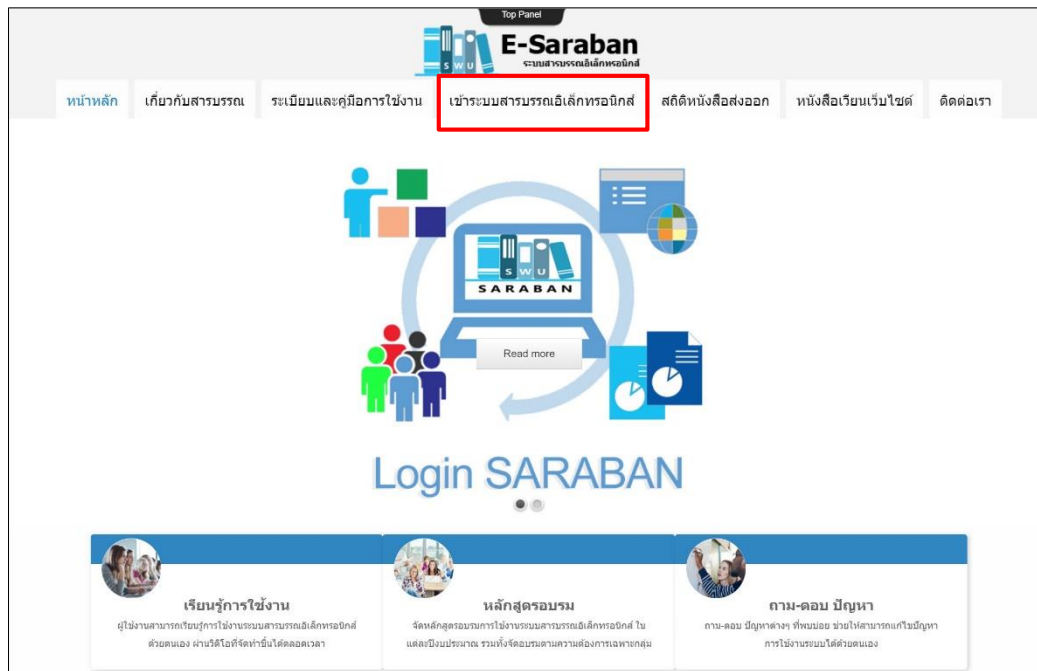 Top Panel
SWU
E-Saraban
ระบบสารบรรณอิเล็กทรอนิกส์
หน้าหลัก เกี่ยวกับสารบรรณ ระเบียบและคู่มือการใช้งาน เข้าระบบสารบรรณอิเล็กทรอนิกส์ สถิติหนังสือส่งออก หนังสือเวียนเว็บไซต์ ติดต่อเรา
SWU
SARABAN
Read more
Login SARABAN
เรียนรู้การใช้งาน หลักสูตรอบรม ถาม-ตอบ ปัญหา
ผู้ใช้งานสามารถเรียนรู้การใช้งานระบบสารบรรณอิเล็กทรอนิกส์
ด้วยตนเอง ผ่านวิดีโอที่จัดทำขึ้นได้ตลอดเวลา
จัดหลักสูตรอบรมการใช้งานระบบสารบรรณอิเล็กทรอนิกส์ ใน
แต่ละปีงบประมาณ รวมทั้งจัดอบรมตามความต้องการเฉพาะกลุ่ม
ถาม-ตอบ ปัญหาต่างๆ ที่พบบ่อย ช่วยให้สามารถแก้ไขปัญหา
การใช้งานระบบได้ด้วยตนเอง